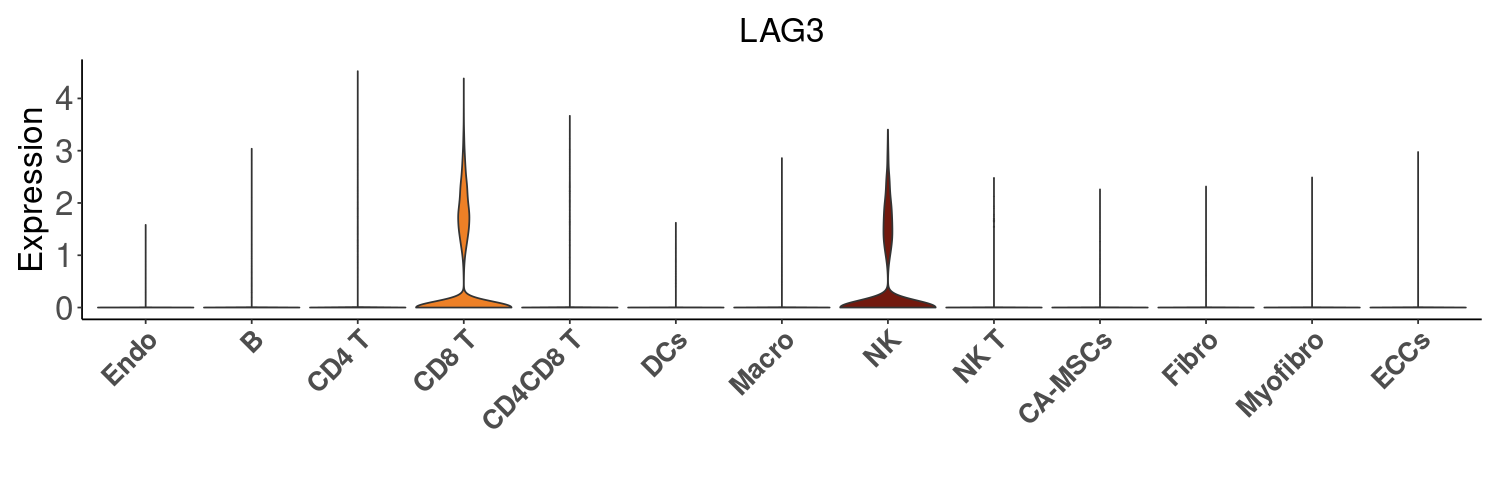 LAG3
Expression
4
3
2
1
0
Endo
B
CD4 T
CD8 T
CD4CD8 T
DCs
Macro
NK
NK T
CA-MSCs
Fibro
Myofibro
ECCs